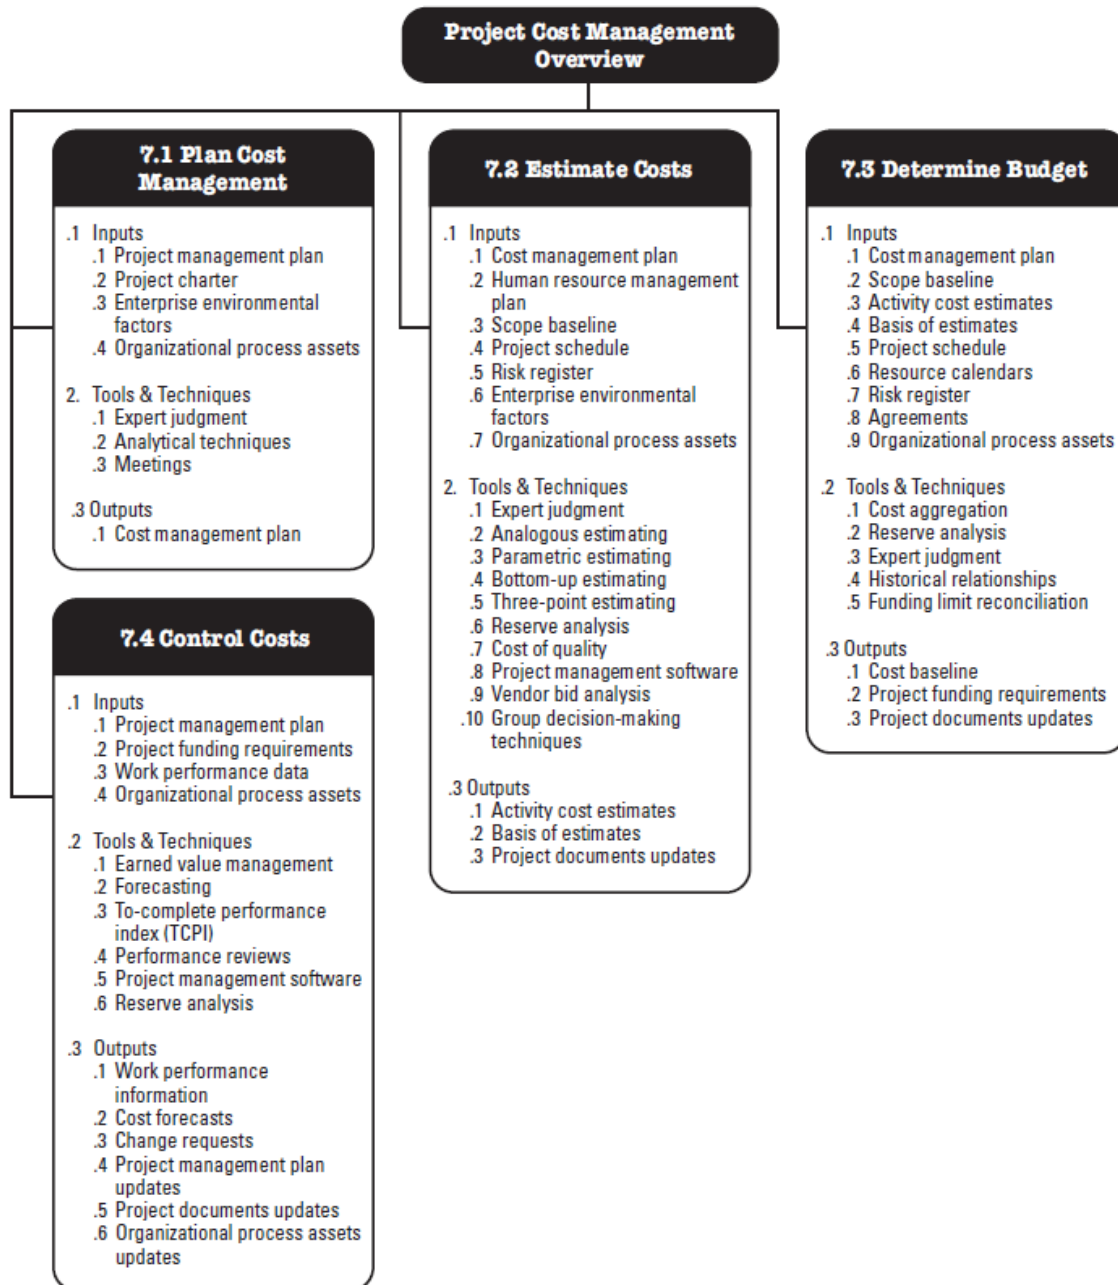 Project Cost Management
Overview
7.1 Plan Cost
Management
.1 Inputs
.1 Project management plan
.2 Project charter
.3 Enterprise environmental
factors
.4 Organizational process assets
2. Tools & Techniques
.1 Expert judgment
.2 Analytical techniques
.3 Meetings
.3 Outputs
.1 Cost management plan
7.2 Estimate Costs
.1 Inputs
.1 Cost management plan
.2 Human resource management
plan
.3 Scope baseline
.4 Project schedule
.5 Risk register
.6 Enterprise environmental
factors
.7 Organizational process assets
2. Tools & Techniques
.1 Expert judgment
.2 Analogous estimating
.3 Parametric estimating
.4 Bottom-up estimating
.5 Three-point estimating
.6 Reserve analysis
.7 Cost of quality
.8 Project management software
.9 Vendor bid analysis
.10 Group decision-making
techniques
.3 Outputs
.1 Activity cost estimates
.2 Basis of estimates
.3 Project documents updates
7.3 Determine Budget
.1 Inputs
.1 Cost management plan
.2 Scope baseline
.3 Activity cost estimates
.4 Basis of estimates
.5 Project schedule
.6 Resource calendars
.7 Risk register
.8 Agreements
.9 Organizational process assets
.2 Tools & Techniques
.1 Cost aggregation
.2 Reserve analysis
.3 Expert judgment
.4 Historical relationships
.5 Funding limit reconciliation
.3 Outputs
.1 Cost baseline
.2 Project funding requirements
.3 Project documents updates
7.4 Control Costs
.1 Inputs
.1 Project management plan
.2 Project funding requirements
.3 Work performance data
.4 Organizational process assets
.2 Tools & Techniques
.1 Earned value management
.2 Forecasting
.3 To-complete performance
index (TCPI)
.4 Performance reviews
.5 Project management software
.6 Reserve analysis
.3 Outputs
.1 Work performance
information
.2 Cost forecasts
.3 Change requests
.4 Project management plan
updates
.5 Project documents updates
.6 Organizational process assets
updates